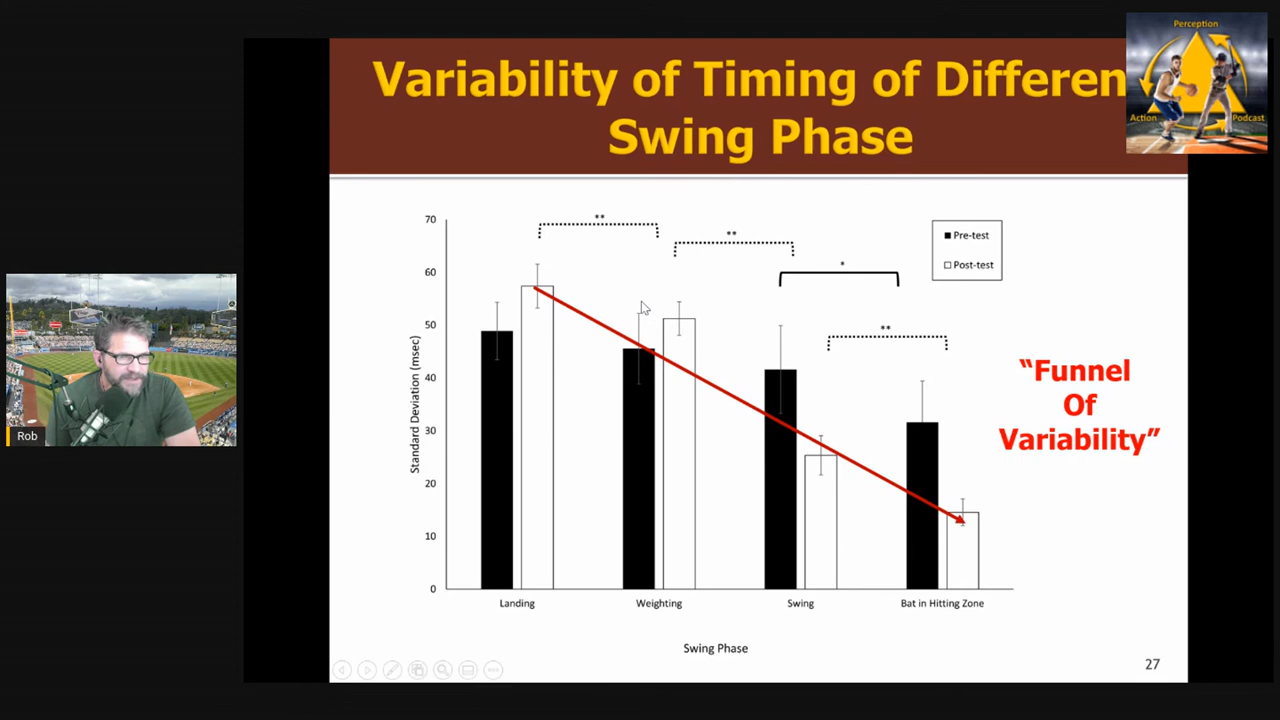 Variability of Timing of Differen
Swing Phase
Perception
Action
Podcast
Rob
**
**
*
**
Pre-test
Post-test
70
60
50
40
30
20
10
0
Standard Deviation (msec)
Landing
Weighting
Swing
Bat in Hitting Zone
Swing Phase
"Funnel
Of
Variability"
27